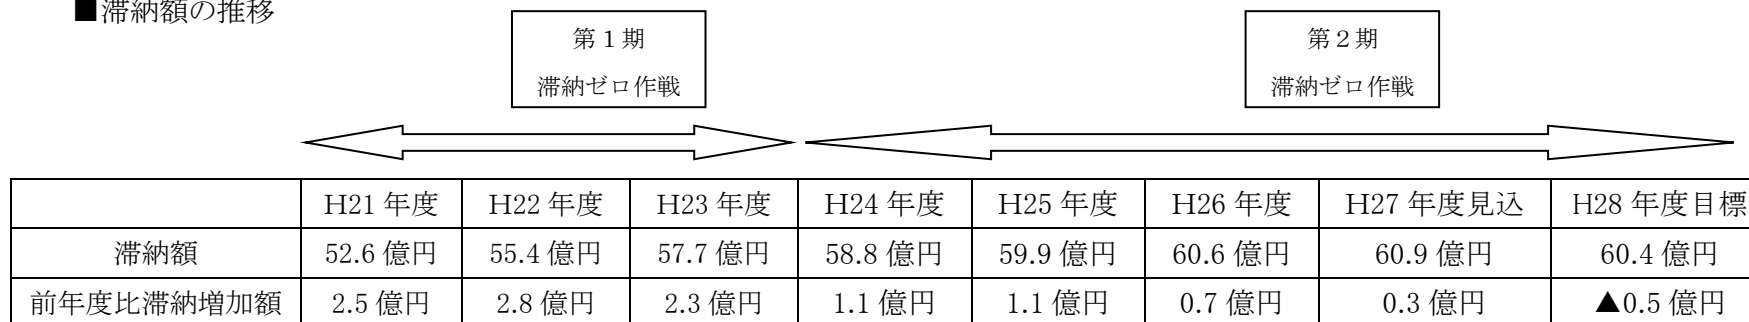 ■滞納額の推移
第１期
滞納ゼロ作戦
第２期
滞納ゼロ作戦
H21 年度 H22 年度 H23 年度 H24 年度 H25 年度 H26 年度 H27 年度見込 H28 年度目標
滞納額 52.6 億円 55.4 億円 57.7 億円 58.8 億円 59.9 億円 60.6 億円 60.9 億円 60.4 億円
前年度比滞納増加額 2.5 億円 2.8 億円 2.3 億円 1.1 億円 1.1 億円 0.7 億円 0.3 億円 ▲0.5 億円